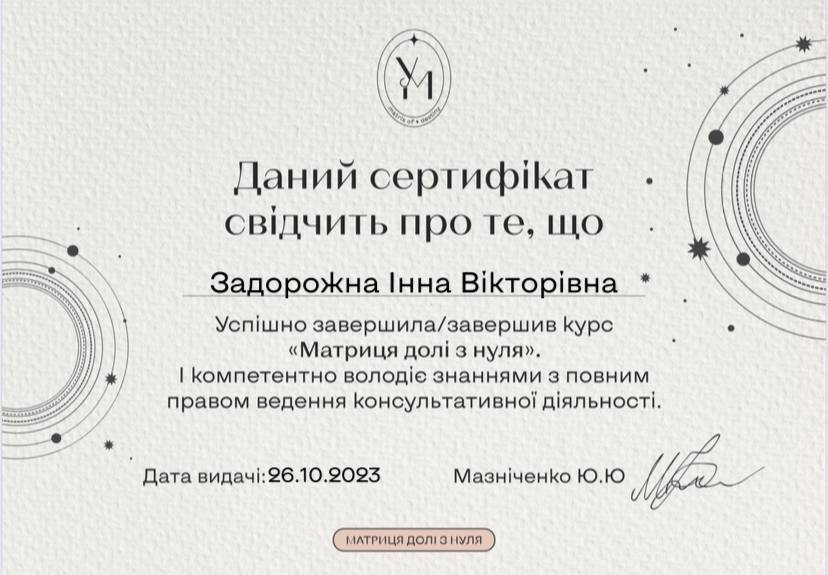 УМ
matrix of destiny
Даний сертифікат
свідчить про те, що
Задорожна Інна Вікторівна
Успішно завершила/завершив курс
«Матриця долі з нуля».
І компетентно володіє знаннями з повним
правом ведення консультативної діяльності.
Дата видачі:26.10.2023
Мазніченко Ю.Ю
МАТРИЦЯ ДОЛІ З НУЛЯ